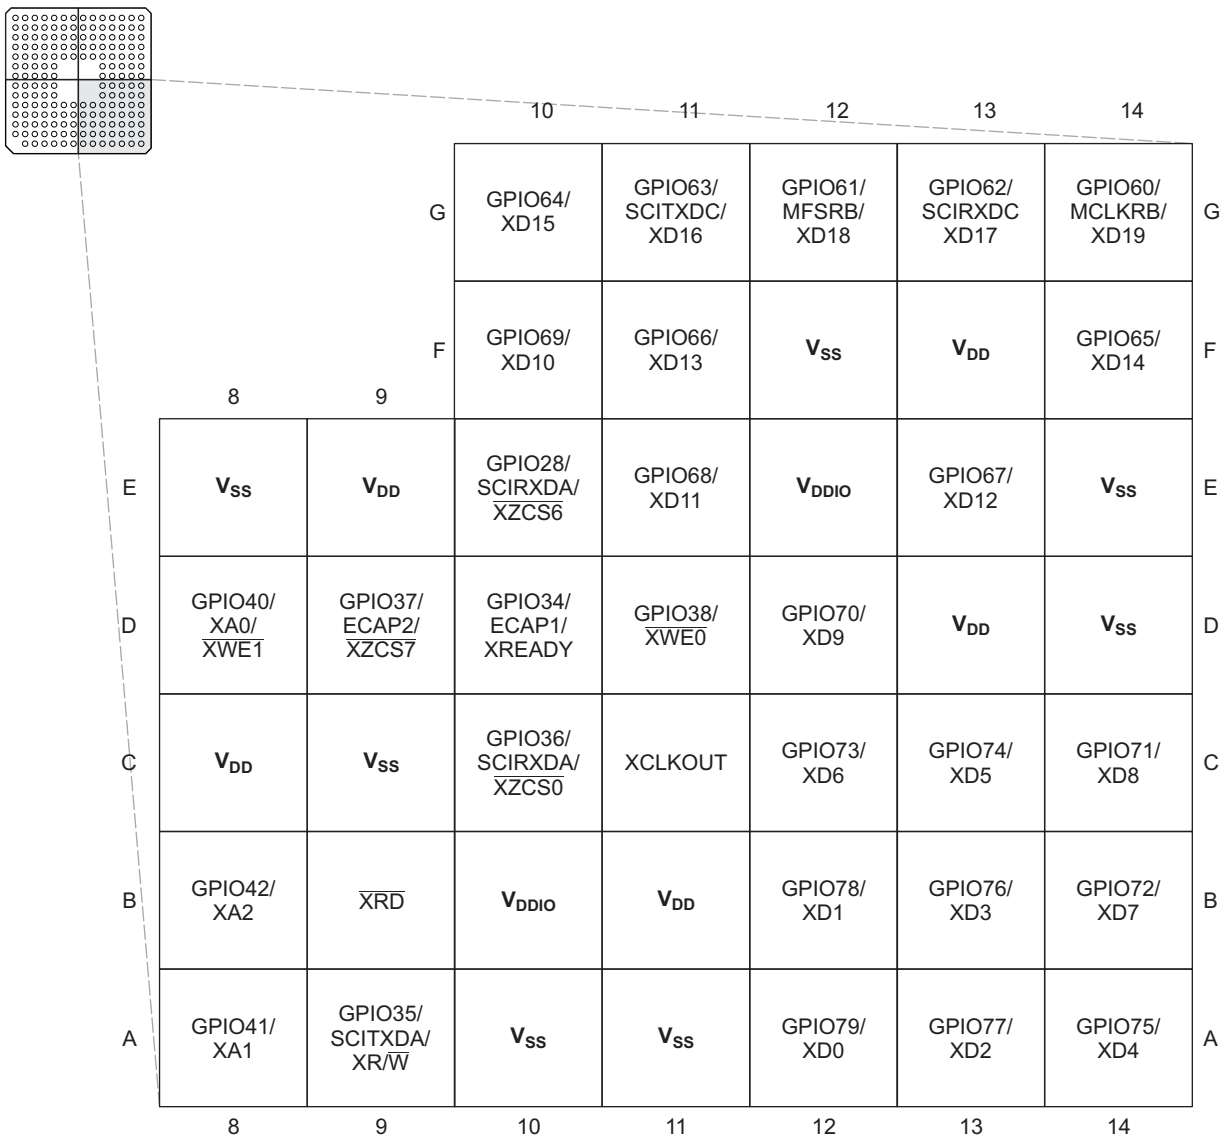 10 11 12 13 14
G GPIO64/ GPIO63/ GPIO61/ GPIO62/ GPIO60/ G
XD15 SCITXDC/ MFSRB/ SCIRXDC MCLKRB/
XD16 XD18 XD17 XD19
F GPIO69/ GPIO66/ VSS VDD GPIO65/ F
XD10 XD13 XD14
8 9
E VSS VDD GPIO28/ GPIO68/ VDDIO GPIO67/ VSS E
SCIRXDA/ XD11 XD12
XZCS6
D GPIO40/ GPIO37/ GPIO34/ GPIO38/ GPIO70/ VDD VSS D
XA0/ ECAP2/ ECAP1/ XWE0 XD9
XWE1 XZCS7 XREADY
C VDD VSS GPIO36/ XCLKOUT GPIO73/ GPIO74/ GPIO71/ C
SCIRXDA/ XD6 XD5 XD8
XZCS0
B GPIO42/ XRD VDDIO VDD GPIO78/ GPIO76/ GPIO72/ B
XA2 XD1 XD3 XD7
A GPIO41/ GPIO35/ VSS VSS GPIO79/ GPIO77/ GPIO75/ A
XA1 SCITXDA/ XD0 XD2 XD4
XR/W
8 9 10 11 12 13 14